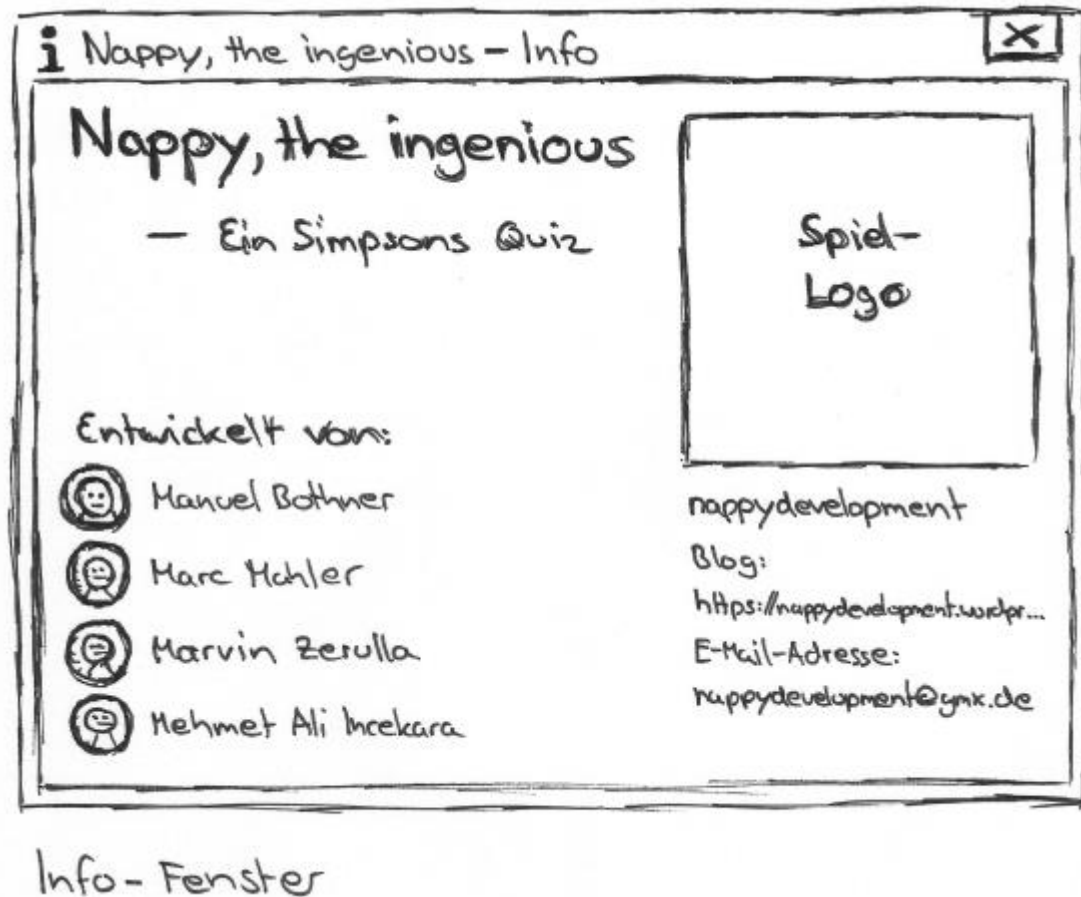 i Nappy, the ingenious – Info
X
Nappy, the ingenious
– Ein Simpsons Quiz
Spiel-
Logo
Entwickelt von:
Manuel Bothner
Marc Mahler
Marvin Zerulla
Mehmet Ali Incekara
nappydevelopment
Blog:
https://nappydevelopment.wordpr...
E-Mail-Adresse:
nappydevelopment@gmx.de
Info - Fenster